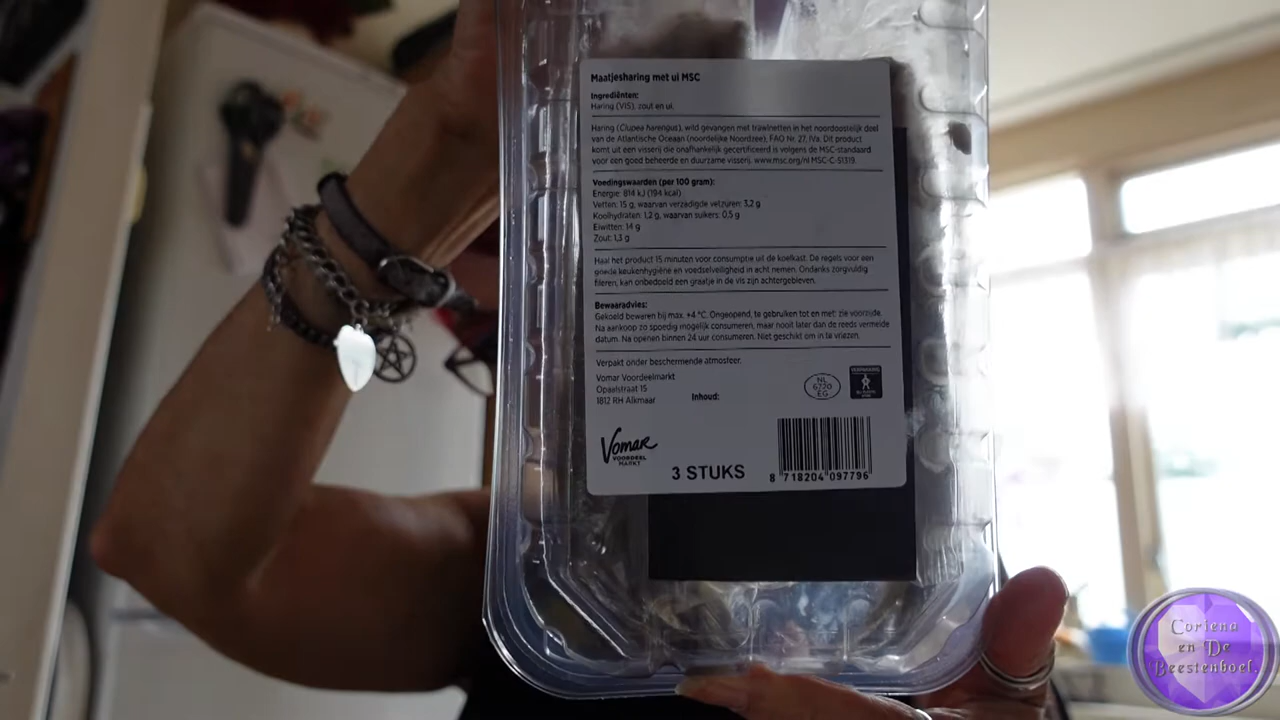 Maatjesharing met ui MSC
Ingrediënten:
Haring (VIS), zout en ui.
Haring (Clupea harengus), wild gevangen met trawlnetten in het noordoostelijk deel
van de Atlantische Oceaan (noordelijke Noordzee), FAO Nr. 27, IVa. Dit product
komt uit een visserij die onafhankelijk gecertificeerd is volgens de MSC-standaard
voor een goed beheerde en duurzame visserij. www.msc.org/nl MSC-C-51319.
Voedingswaarden (per 100 gram):
Energie: 814 kJ (194 kcal)
Vetten: 15 g, waarvan verzadigde vetzuren: 3,2 g
Koolhydraten: 1,2 g, waarvan suikers: 0,5 g
Eiwitten: 14 g
Zout: 1,3 g
Haal het product 15 minuten voor consumptie uit de koelkast. De regels voor een
goede keukenhygiëne en voedselveiligheid in acht nemen. Ondanks zorgvuldig
fileren, kan onbedoeld een graatje in de vis zijn achtergebleven.
Bewaaradvies:
Gekoeld bewaren bij max. +4 °C. Ongeopend, te gebruiken tot en met: zie voorzijde.
Na aankoop zo spoedig mogelijk consumeren, maar nooit later dan de reeds vermelde
datum. Na openen binnen 24 uur consumeren. Niet geschikt om in te vriezen.
Verpakt onder beschermende atmosfeer.
Vomar Voordeelmarkt
Opaalstraat 15
1812 RH Alkmaar
Inhoud:
NL
6720
EG
VERPAKKING
Vomar
VOORDEEL
MARKT
3 STUKS
8 718204 097796
Coriena
en De
Beestenboel